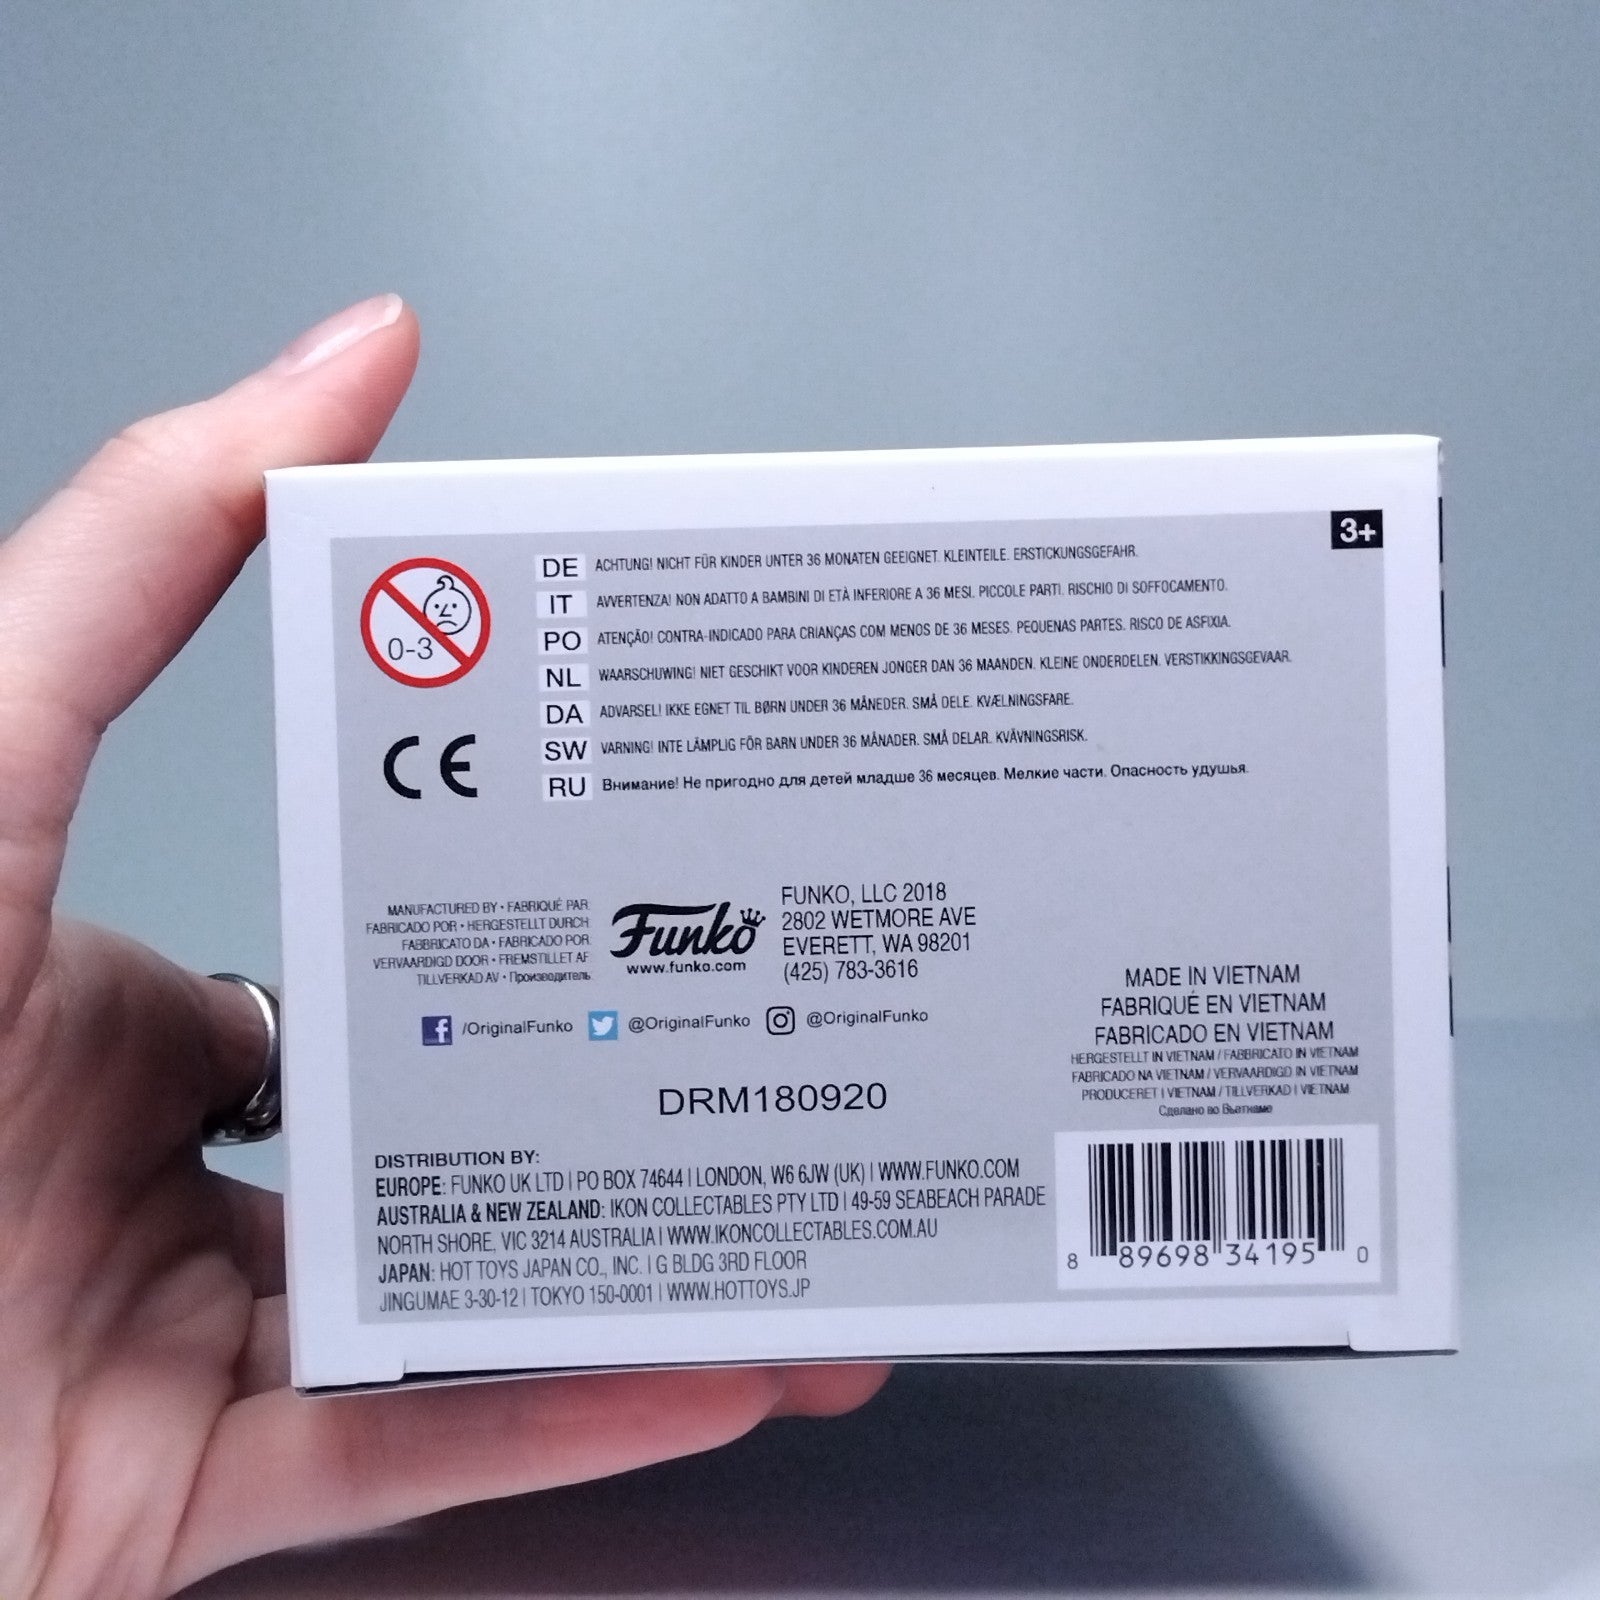 3+
0-3
DE ACHTUNG! NICHT FÜR KINDER UNTER 36 MONATEN GEEIGNET. KLEINTEILE. ERSTICKUNGSGEFAHR.
IT AVVERTENZA! NON ADATTO A BAMBINI DI ETÀ INFERIORE A 36 MESI. PICCOLE PARTI. RISCHIO DI SOFFOCAMENTO.
PO ATENÇÃO! CONTRA-INDICADO PARA CRIANÇAS COM MENOS DE 36 MESES. PEQUENAS PARTES. RISCO DE ASFIXIA.
NL WAARSCHUWING! NIET GESCHIKT VOOR KINDEREN JONGER DAN 36 MAANDEN. KLEINE ONDERDELEN. VERSTIKKINGSGEVAAR.
DA ADVARSEL! IKKE EGNET TIL BØRN UNDER 36 MÅNEDER. SMÅ DELE. KVÆLNINGSFARE.
SW VARNING! INTE LÄMPLIG FÖR BARN UNDER 36 MÅNADER. SMÅ DELAR. KVÄVNINGSRISK.
RU Внимание! Не пригодно для детей младше 36 месяцев. Мелкие части. Опасность удушья.
CE
MANUFACTURED BY • FABRIQUÉ PAR
FABRICADO POR • HERGESTELLT DURCH
FABBRICATO DA • FABRICADO POR
VERVAARDIGD DOOR • FREMSTILLET AF
TILLVERKAD AV • Производитель
Funko
www.funko.com
FUNKO, LLC 2018
2802 WETMORE AVE
EVERETT, WA 98201
(425) 783-3616
/OriginalFunko @OriginalFunko @OriginalFunko
MADE IN VIETNAM
FABRIQUÉ EN VIETNAM
FABRICADO EN VIETNAM
HERGESTELLT IN VIETNAM / FABBRICATO IN VIETNAM
FABRICADO NA VIETNAM / VERVAARDIGD IN VIETNAM
PRODUCERET I VIETNAM / TILLVERKAD I VIETNAM
Сделано во Вьетнаме
DRM180920
DISTRIBUTION BY:
EUROPE: FUNKO UK LTD | PO BOX 74644 | LONDON, W6 6JW (UK) | WWW.FUNKO.COM
AUSTRALIA & NEW ZEALAND: IKON COLLECTABLES PTY LTD | 49-59 SEABEACH PARADE
NORTH SHORE, VIC 3214 AUSTRALIA | WWW.IKONCOLLECTABLES.COM.AU
JAPAN: HOT TOYS JAPAN CO., INC. | G BLDG 3RD FLOOR
JINGUMAE 3-30-12 | TOKYO 150-0001 | WWW.HOTTOYS.JP
8 89698 34195 0